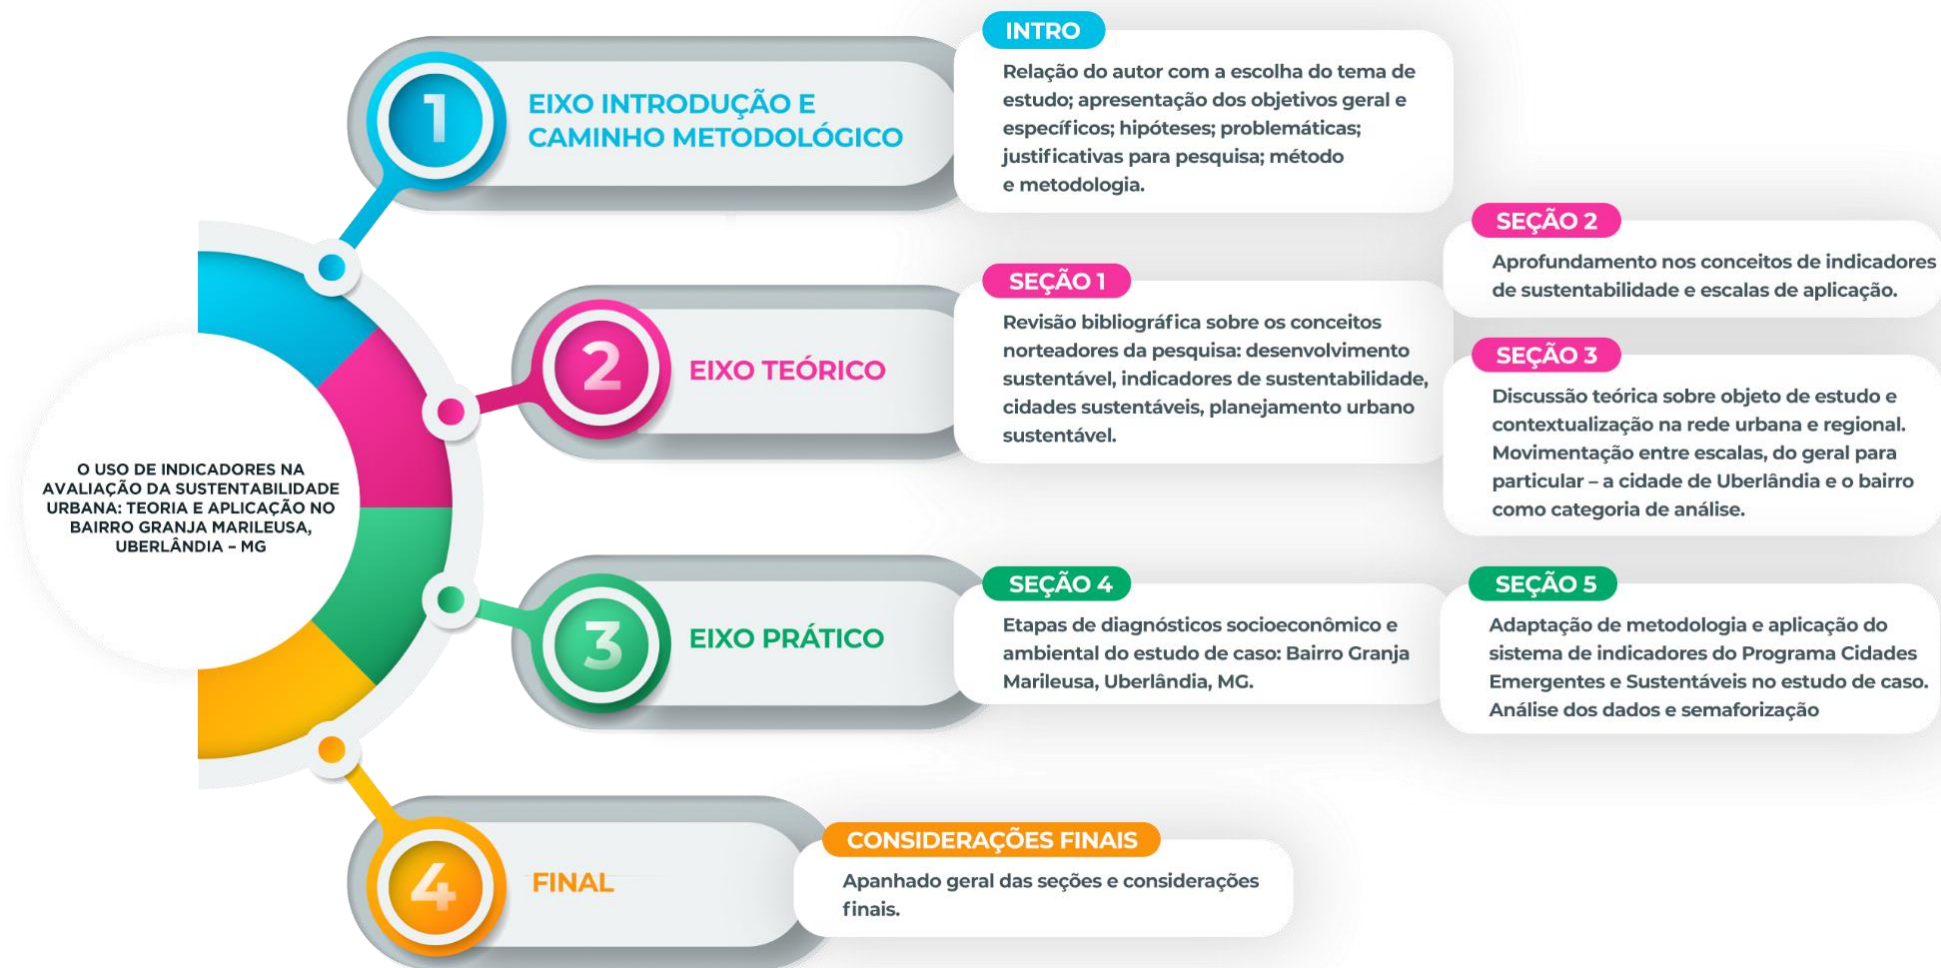 O USO DE INDICADORES NA
AVALIAÇÃO DA SUSTENTABILIDADE
URBANA: TEORIA E APLICAÇÃO NO
BAIRRO GRANJA MARILEUSA,
UBERLÂNDIA – MG
1
EIXO INTRODUÇÃO E
CAMINHO METODOLÓGICO
INTRO
Relação do autor com a escolha do tema de
estudo; apresentação dos objetivos geral e
específicos; hipóteses; problemáticas;
justificativas para pesquisa; método
e metodologia.
2
EIXO TEÓRICO
SEÇÃO 1
Revisão bibliográfica sobre os conceitos
norteadores da pesquisa: desenvolvimento
sustentável, indicadores de sustentabilidade,
cidades sustentáveis, planejamento urbano
sustentável.
SEÇÃO 2
Aprofundamento nos conceitos de indicadores
de sustentabilidade e escalas de aplicação.
SEÇÃO 3
Discussão teórica sobre objeto de estudo e
contextualização na rede urbana e regional.
Movimentação entre escalas, do geral para
particular – a cidade de Uberlândia e o bairro
como categoria de análise.
3
EIXO PRÁTICO
SEÇÃO 4
Etapas de diagnósticos socioeconômico e
ambiental do estudo de caso: Bairro Granja
Marileusa, Uberlândia, MG.
SEÇÃO 5
Adaptação de metodologia e aplicação do
sistema de indicadores do Programa Cidades
Emergentes e Sustentáveis no estudo de caso.
Análise dos dados e semaforização
4
FINAL
CONSIDERAÇÕES FINAIS
Apanhado geral das seções e considerações
finais.